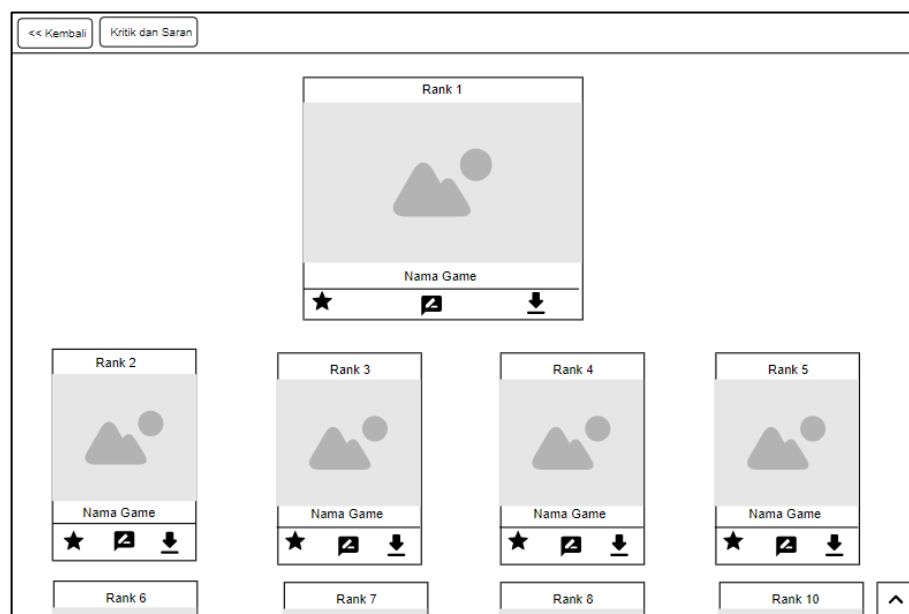 << Kembali
Kritik dan Saran
Rank 1
Nama Game
Rank 2
Rank 3
Rank 4
Rank 5
Nama Game
Nama Game
Nama Game
Nama Game
Rank 6
Rank 7
Rank 8
Rank 10